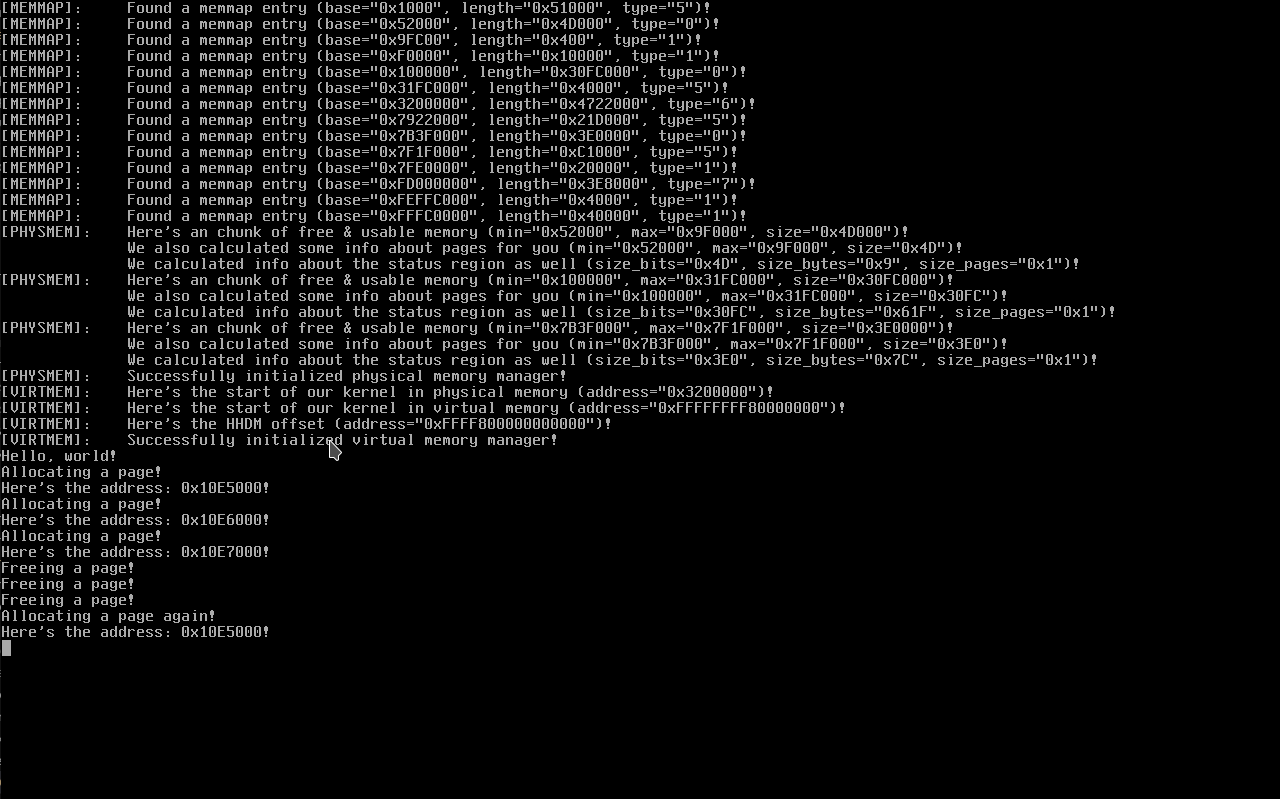 [MEMMAP]: Found a memmap entry (base="0x1000", length="0x51000", type="5")!
[MEMMAP]: Found a memmap entry (base="0x52000", length="0x4D000", type="0")!
[MEMMAP]: Found a memmap entry (base="0x9FC00", length="0x400", type="1")!
[MEMMAP]: Found a memmap entry (base="0xF0000", length="0x10000", type="1")!
[MEMMAP]: Found a memmap entry (base="0x100000", length="0x30FC000", type="0")!
[MEMMAP]: Found a memmap entry (base="0x31FC000", length="0x4000", type="5")!
[MEMMAP]: Found a memmap entry (base="0x3200000", length="0x4722000", type="6")!
[MEMMAP]: Found a memmap entry (base="0x7922000", length="0x21D000", type="5")!
[MEMMAP]: Found a memmap entry (base="0x7B3F000", length="0x3E0000", type="0")!
[MEMMAP]: Found a memmap entry (base="0x7F1F000", length="0xC1000", type="5")!
[MEMMAP]: Found a memmap entry (base="0x7FE0000", length="0x20000", type="1")!
[MEMMAP]: Found a memmap entry (base="0xFD000000", length="0x3E8000", type="7")!
[MEMMAP]: Found a memmap entry (base="0xFEFFC000", length="0x4000", type="1")!
[MEMMAP]: Found a memmap entry (base="0xFFFC0000", length="0x40000", type="1")!
[PHYSMEM]: Here's an chunk of free & usable memory (min="0x52000", max="0x9F000", size="0x4D000")!
We also calculated some info about pages for you (min="0x52000", max="0x9F000", size="0x4D")!
We calculated info about the status region as well (size_bits="0x4D", size_bytes="0x9", size_pages="0x1")!
[PHYSMEM]: Here's an chunk of free & usable memory (min="0x100000", max="0x31FC000", size="0x30FC000")!
We also calculated some info about pages for you (min="0x100000", max="0x31FC000", size="0x30FC")!
We calculated info about the status region as well (size_bits="0x30FC", size_bytes="0x61F", size_pages="0x1")!
[PHYSMEM]: Here's an chunk of free & usable memory (min="0x7B3F000", max="0x7F1F000", size="0x3E0000")!
We also calculated some info about pages for you (min="0x7B3F000", max="0x7F1F000", size="0x3E0")!
We calculated info about the status region as well (size_bits="0x3E0", size_bytes="0x7C", size_pages="0x1")!
[PHYSMEM]: Successfully initialized physical memory manager!
[VIRTMEM]: Here's the start of our kernel in physical memory (address="0x3200000")!
[VIRTMEM]: Here's the start of our kernel in virtual memory (address="0xFFFFFFFF80000000")!
[VIRTMEM]: Here's the HHDM offset (address="0xFFFF800000000000")!
[VIRTMEM]: Successfully initialized virtual memory manager!
Hello, world!
Allocating a page!
Here's the address: 0x10E5000!
Allocating a page!
Here's the address: 0x10E6000!
Allocating a page!
Here's the address: 0x10E7000!
Freeing a page!
Freeing a page!
Freeing a page!
Allocating a page again!
Here's the address: 0x10E5000!